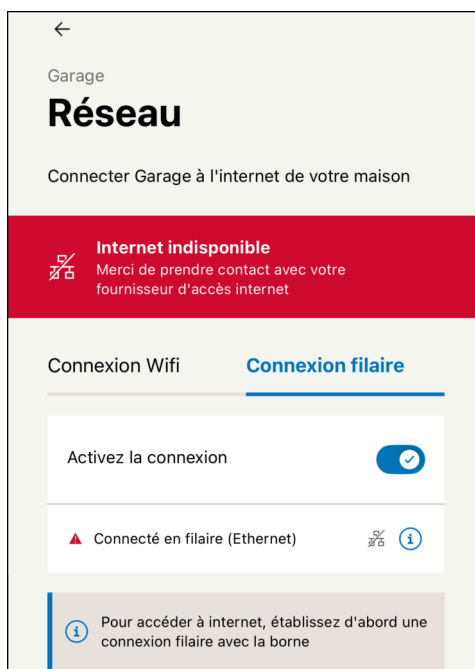 Garage
Réseau
Connecter Garage à l'internet de votre maison
Internet indisponible
Merci de prendre contact avec votre
fournisseur d'accès internet
Connexion Wifi
Connexion filaire
Activez la connexion
Connecté en filaire (Ethernet)
Pour accéder à internet, établissez d'abord une
connexion filaire avec la borne